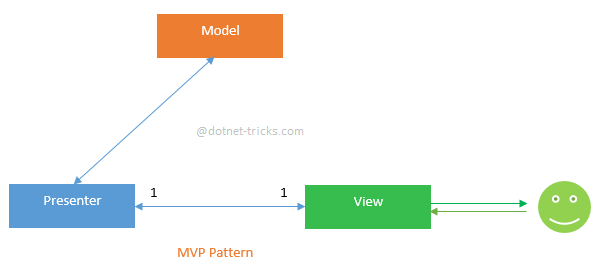 Model
@dotnet-tricks.com
1
1
Presenter
View
MVP Pattern